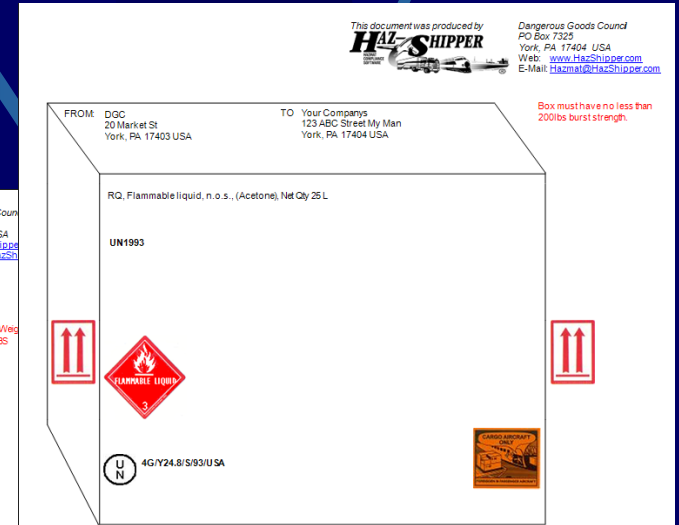 This document was produced by
HAZ-SHIPPER
HAZMAT
COMPLIANCE
SOFTWARE
Dangerous Goods Council
PO Box 7325
York, PA 17404 USA
Web: www.HazShipper.com
E-Mail: Hazmat@HazShipper.com
Box must have no less than
200lbs burst strength.
FROM: DGC
20 Market St
York, PA 17403 USA
TO Your Companys
123 ABC Street My Man
York, PA 17404 USA
RQ, Flammable liquid, n.o.s., (Acetone), Net Qty 25 L
UN1993
FLAMMABLE LIQUID
3
CARGO AIRCRAFT
ONLY
U
N
4G/Y24.8/S/93/USA